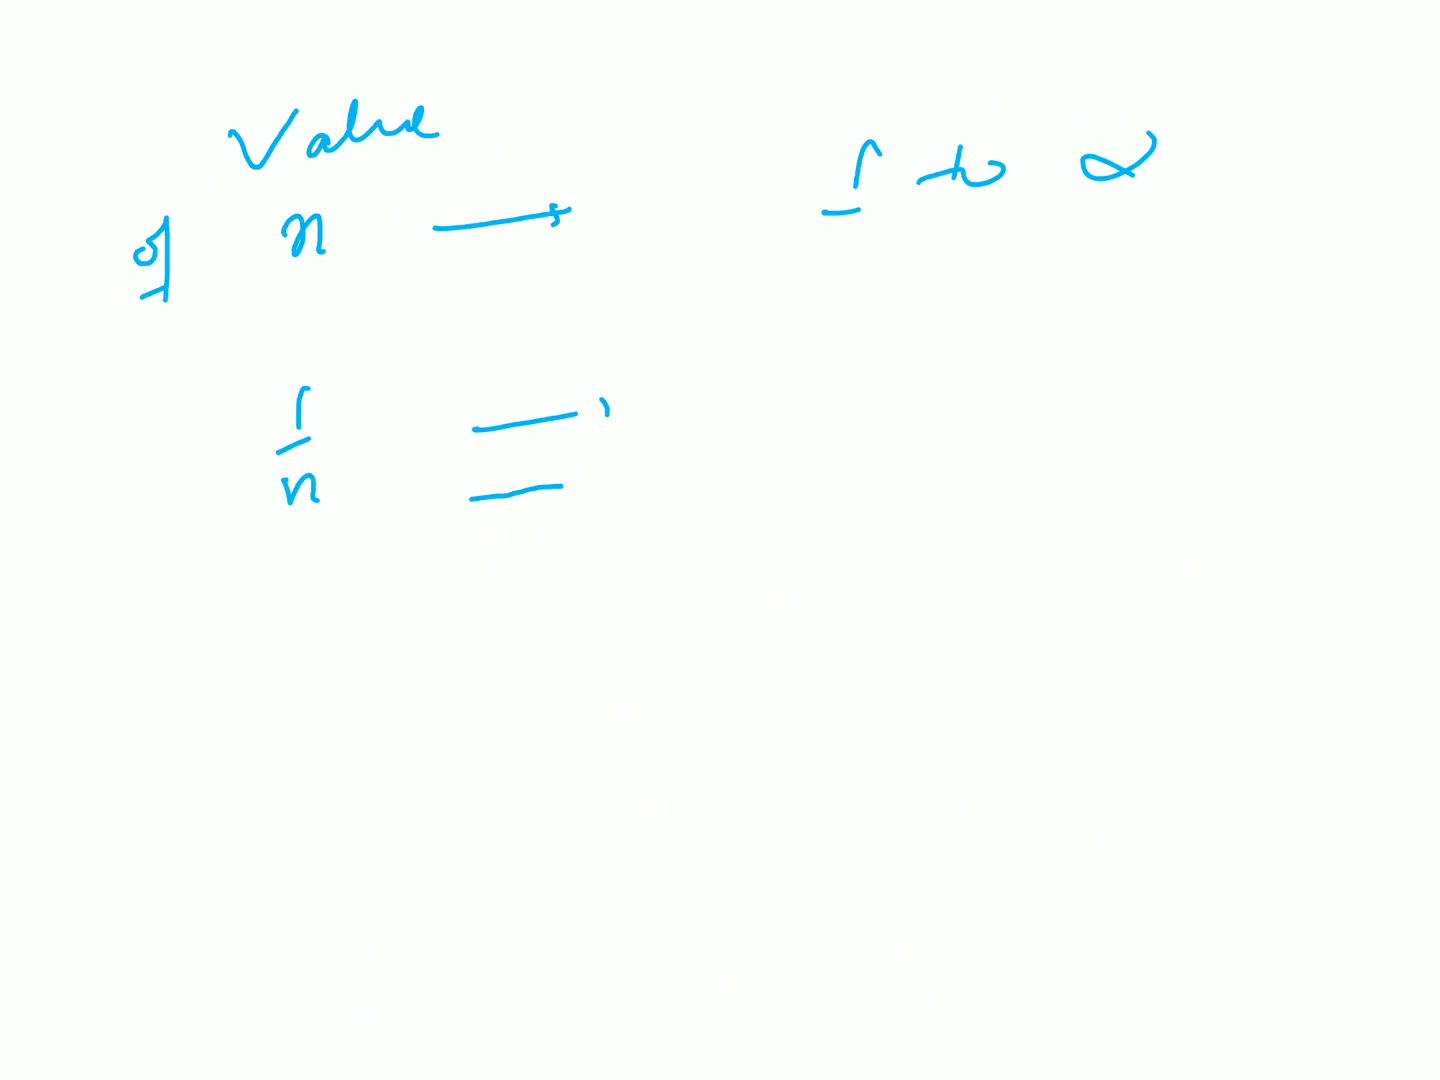 Value
of n → 1 to ∞
1/n =